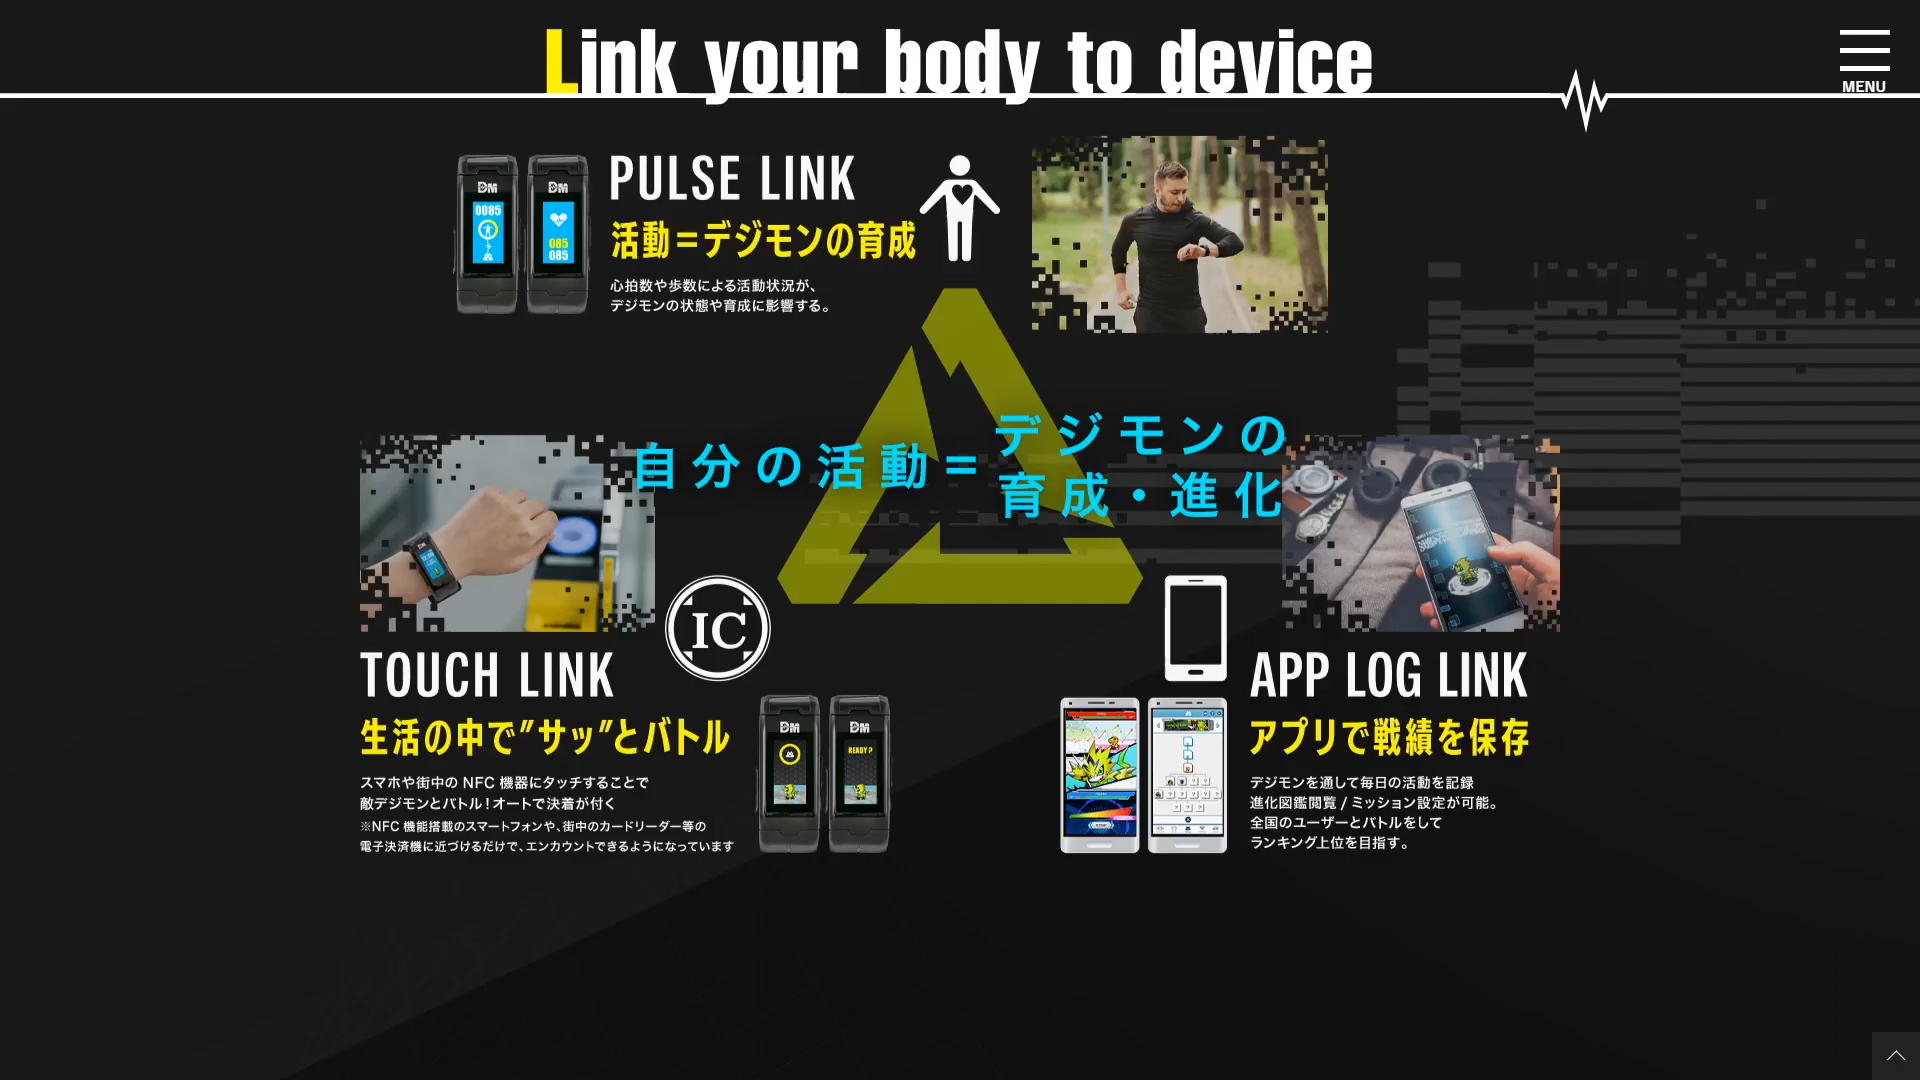 Link your body to device
MENU
DM
DM
0085
085
085
PULSE LINK
活動=デジモンの育成
心拍数や歩数による活動状況が、
デジモンの状態や育成に影響する。
自分の活動=デジモンの
育成・進化
IC
TOUCH LINK
生活の中で”サッ”とバトル
スマホや街中の NFC 機器にタッチすることで
敵デジモンとバトル!オートで決着が付く
※NFC 機能搭載のスマートフォンや、街中のカードリーダー等の
電子決済機に近づけるだけで、エンカウントできるようになっています
DM
DM
READY ?
APP LOG LINK
アプリで戦績を保存
デジモンを通して毎日の活動を記録
進化図鑑閲覧 / ミッション設定が可能。
全国のユーザーとバトルをして
ランキング上位を目指す。